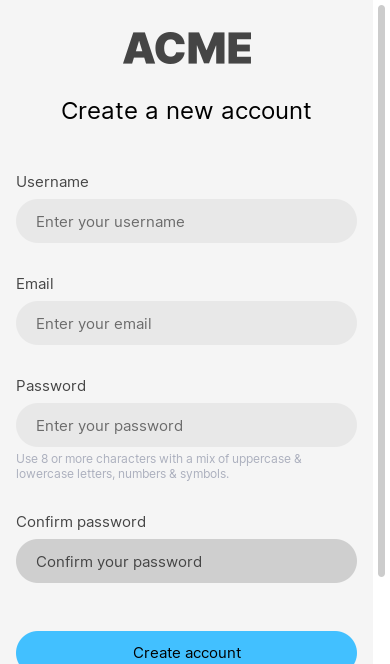 ACME
Create a new account
Username
Enter your username
Email
Enter your email
Password
Enter your password
Use 8 or more characters with a mix of uppercase &
lowercase letters, numbers & symbols.
Confirm password
Confirm your password
Create account